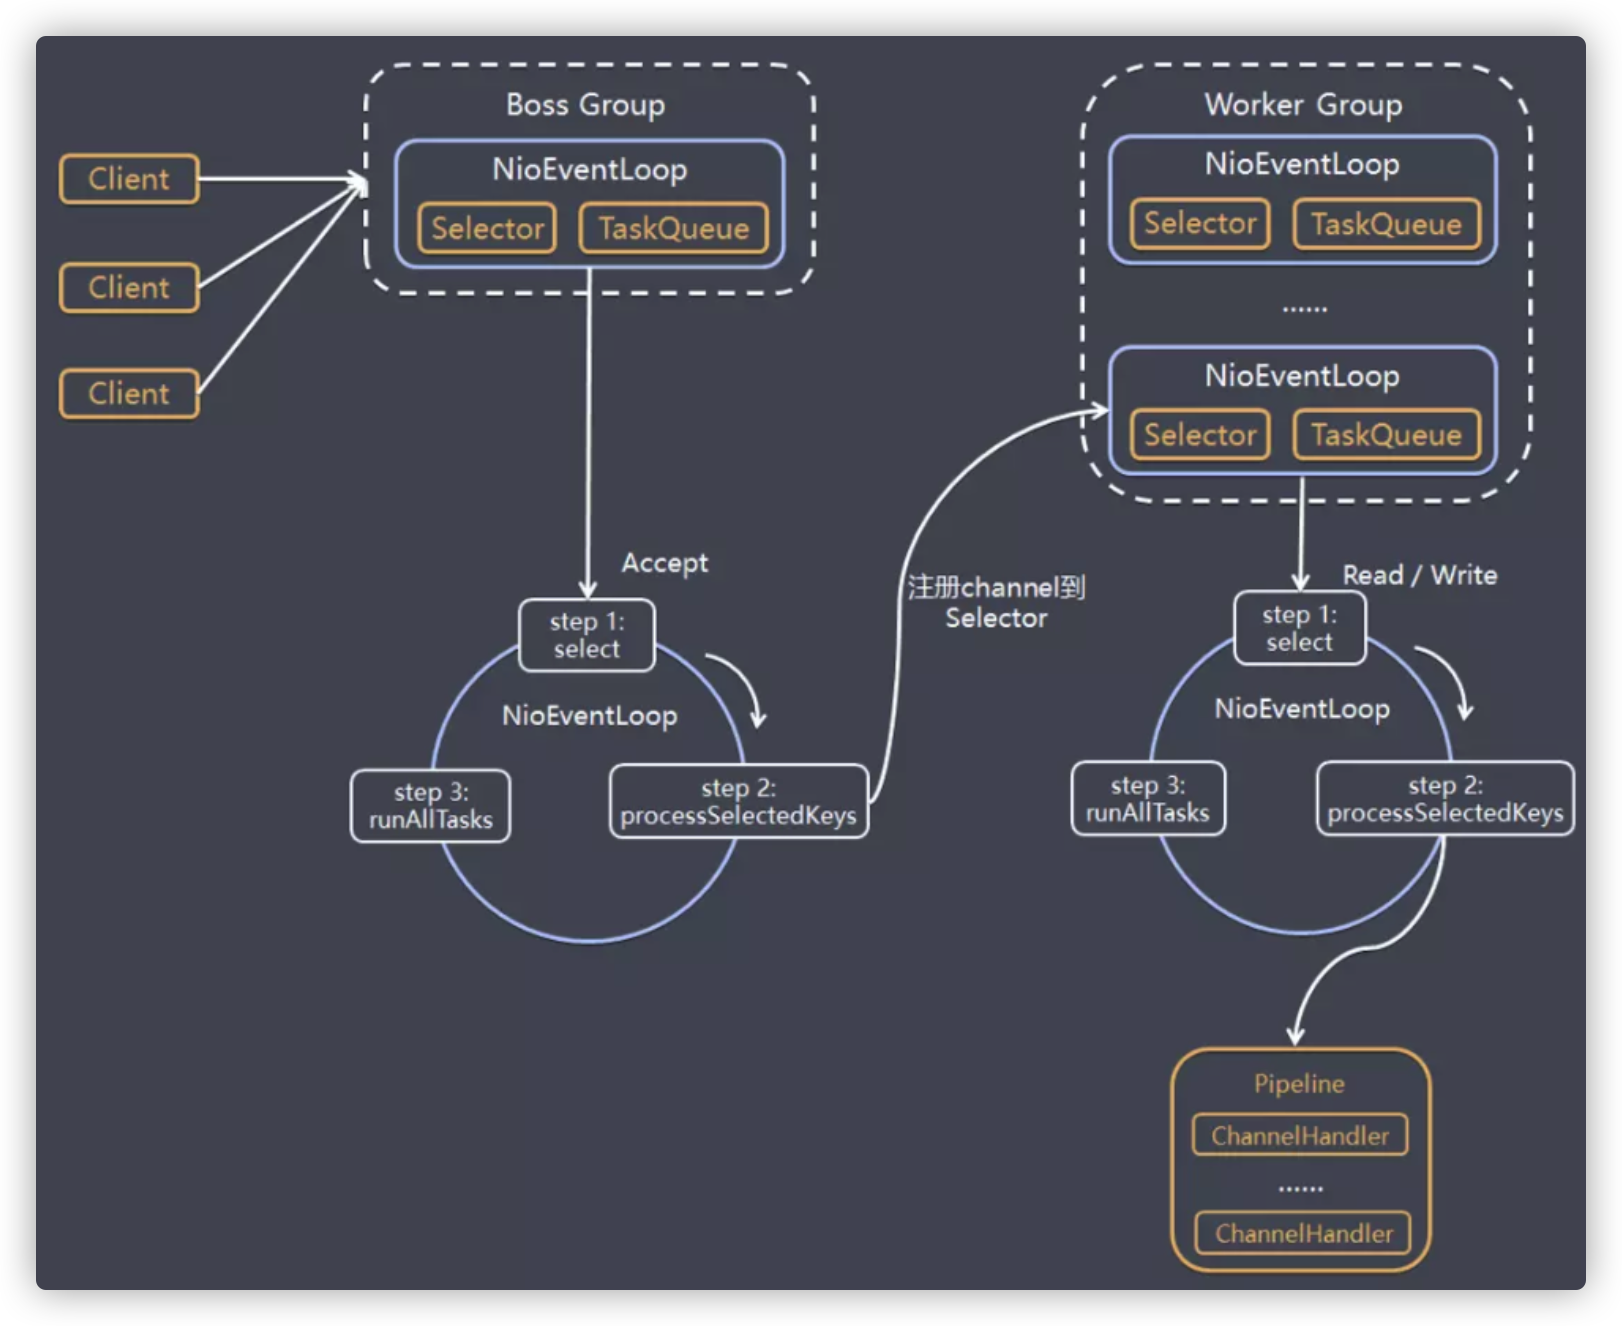 Client
Client
Client
Boss Group
NioEventLoop
Selector
TaskQueue
Accept
step 1:
select
NioEventLoop
step 2:
processSelectedKeys
step 3:
runAllTasks
注册channel到
Selector
Worker Group
NioEventLoop
Selector
TaskQueue
......
NioEventLoop
Selector
TaskQueue
Read / Write
step 1:
select
NioEventLoop
step 2:
processSelectedKeys
step 3:
runAllTasks
Pipeline
ChannelHandler
......
ChannelHandler